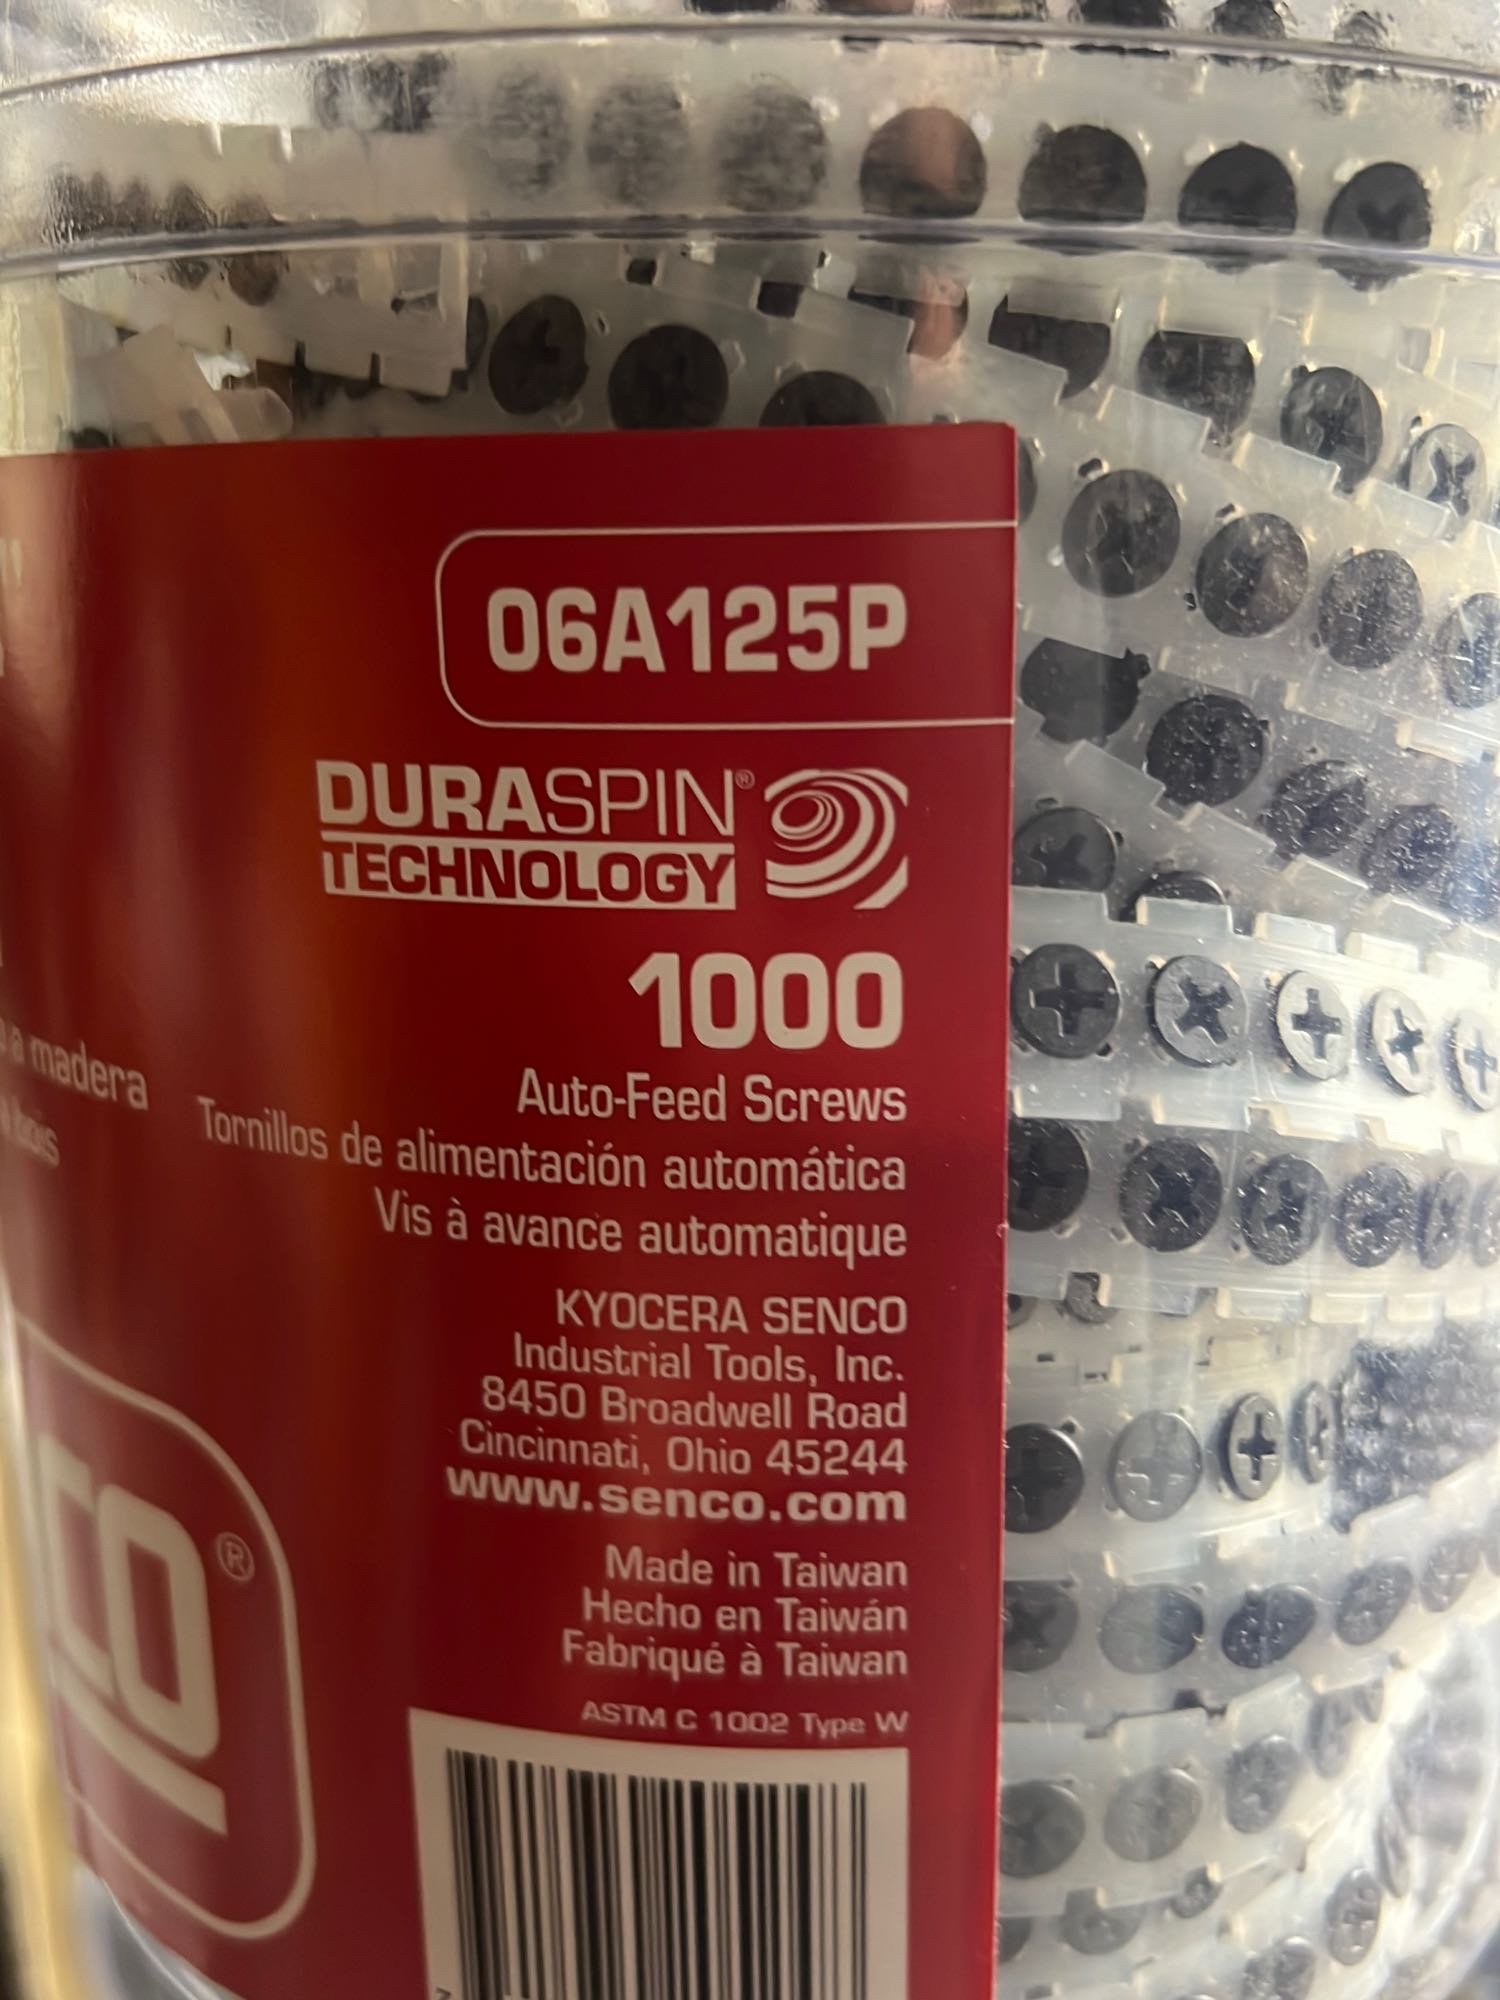 06A125P
DURASPIN®
TECHNOLOGY
1000
Auto-Feed Screws
a madera
Tornillos de alimentación automática
Vis à avance automatique
KYOCERA SENCO
Industrial Tools, Inc.
8450 Broadwell Road
Cincinnati, Ohio 45244
www.senco.com
®
Made in Taiwan
Hecho en Taiwán
Fabriqué à Taiwan
ASTM C 1002 Type W